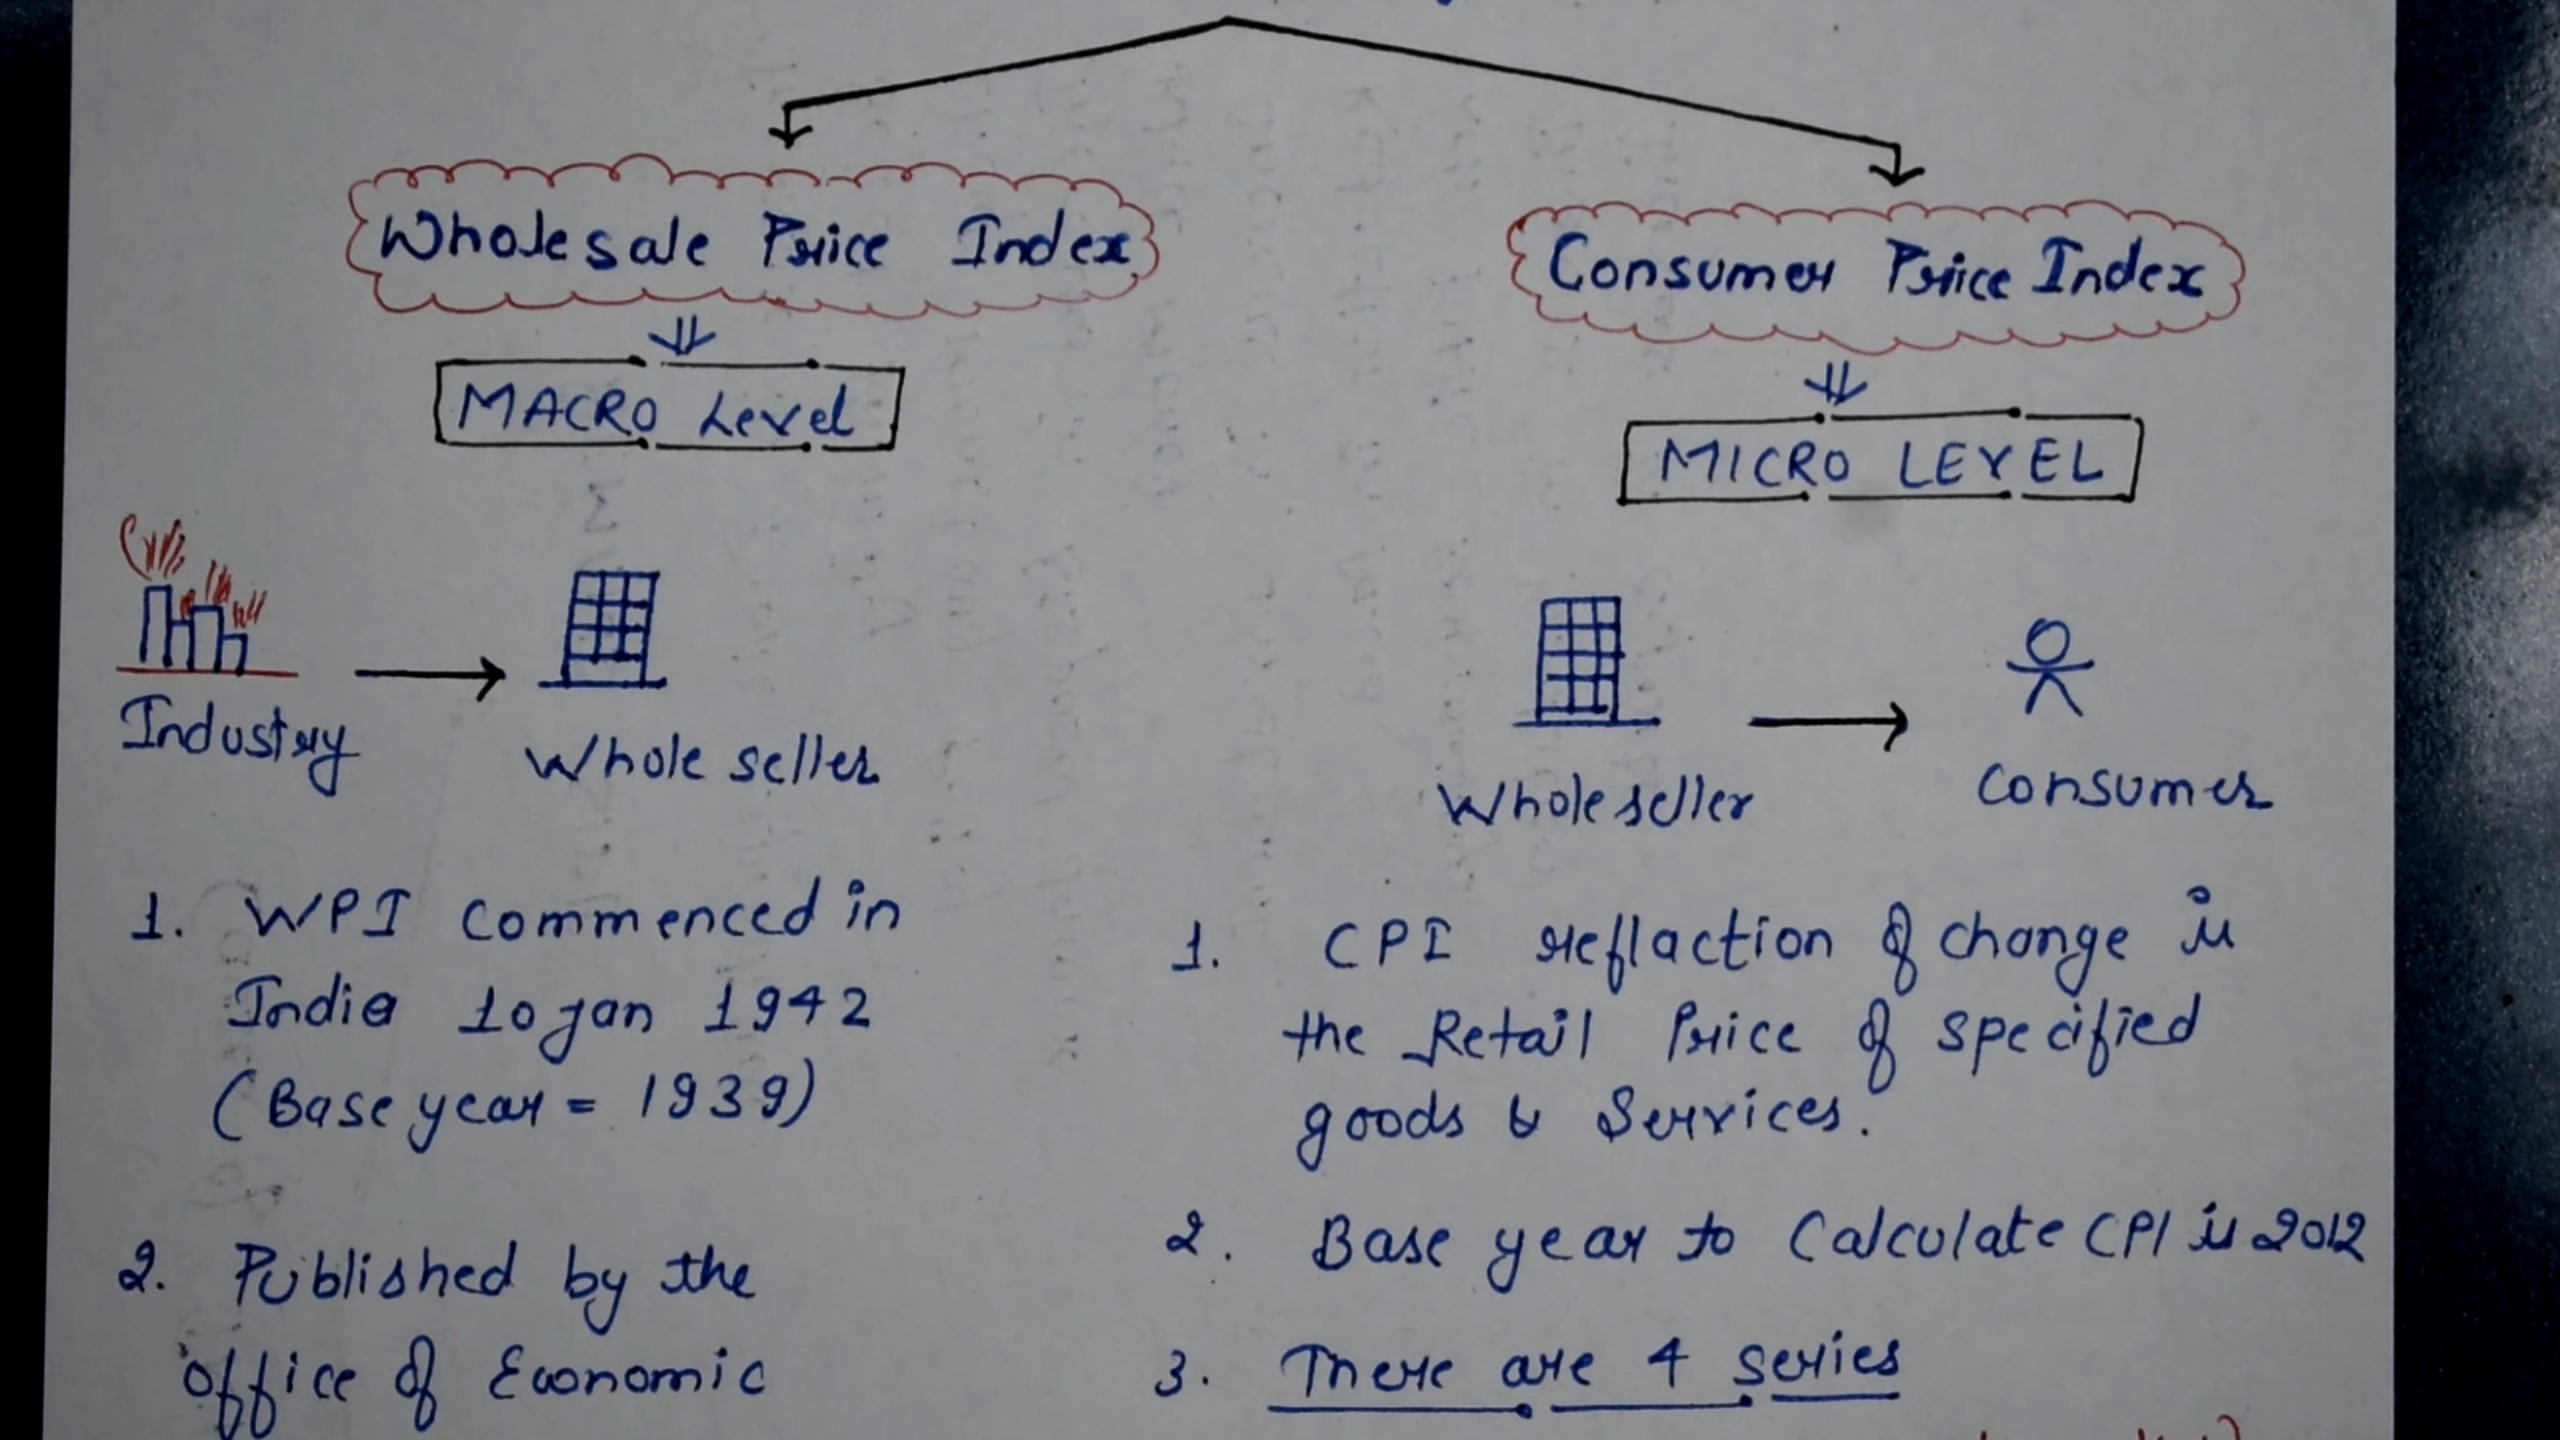 Wholesale Price Index
MACRO Level
Industry
Whole seller
1. WPI commenced in
India 10 jan 1942
(Base year = 1939)
2. Published by the
office of Economic
Consumer Price Index
MICRO LEVEL
Wholeseller
Consumer
1. CPI reflaction of change in
the Retail Price of specified
goods & Services.
2. Base year to Calculate CPI is 2012
3. There are 4 series